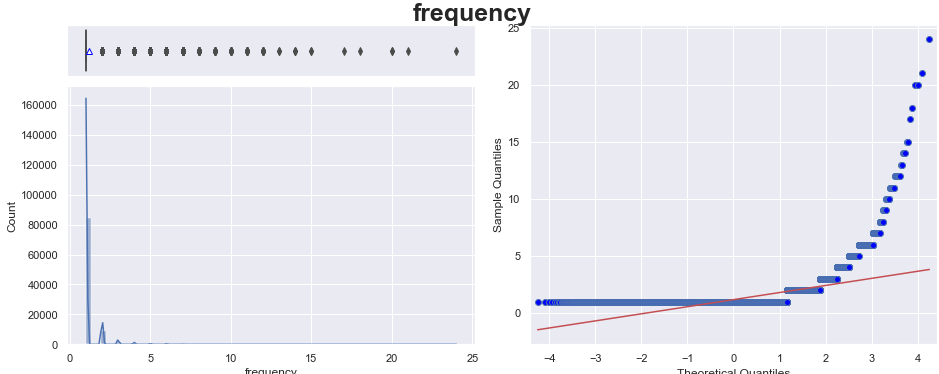 frequency
160000
140000
120000
100000
80000
60000
40000
20000
0
Count
0 5 10 15 20 25
frequency
25
20
15
10
5
0
Sample Quantiles
−4 −3 −2 −1 0 1 2 3 4
Theoretical Quantiles